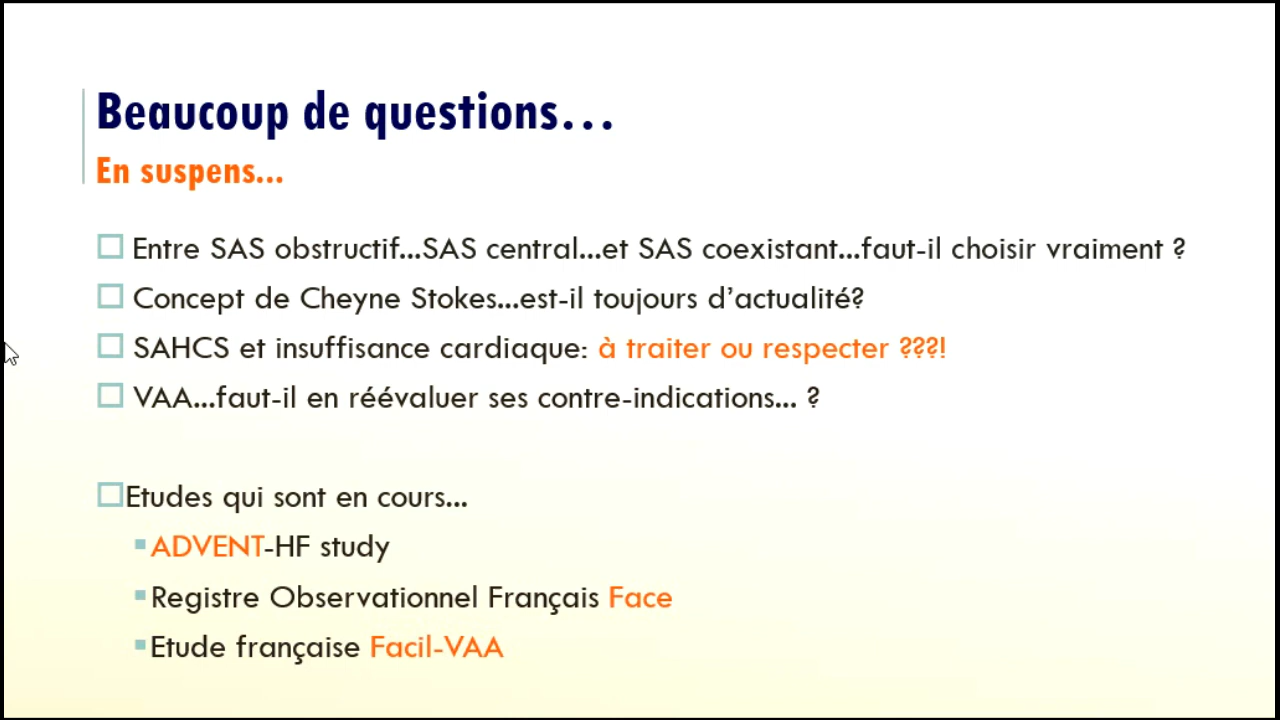 Beaucoup de questions...
En suspens...
Entre SAS obstructif...SAS central...et SAS coexistant...faut-il choisir vraiment ?
Concept de Cheyne Stokes...est-il toujours d’actualité?
SAHCS et insuffisance cardiaque: à traiter ou respecter ???!
VAA...faut-il en réévaluer ses contre-indications... ?
Etudes qui sont en cours...
ADVENT-HF study
Registre Observationnel Français Face
Etude française Facil-VAA